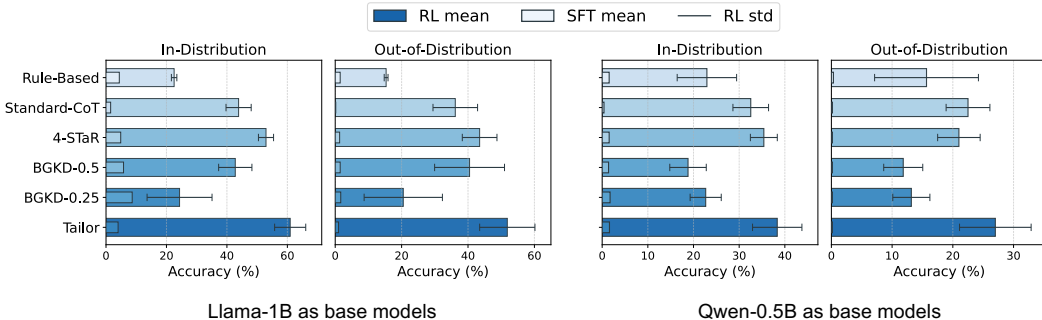 RL mean SFT mean RL std
In-Distribution Out-of-Distribution In-Distribution Out-of-Distribution
Rule-Based
Standard-CoT
4-STaR
BGKD-0.5
BGKD-0.25
Tailor
0 20 40 60 0 20 40 60 0 10 20 30 40 0 10 20 30
Accuracy (%) Accuracy (%) Accuracy (%) Accuracy (%)
Llama-1B as base models Qwen-0.5B as base models